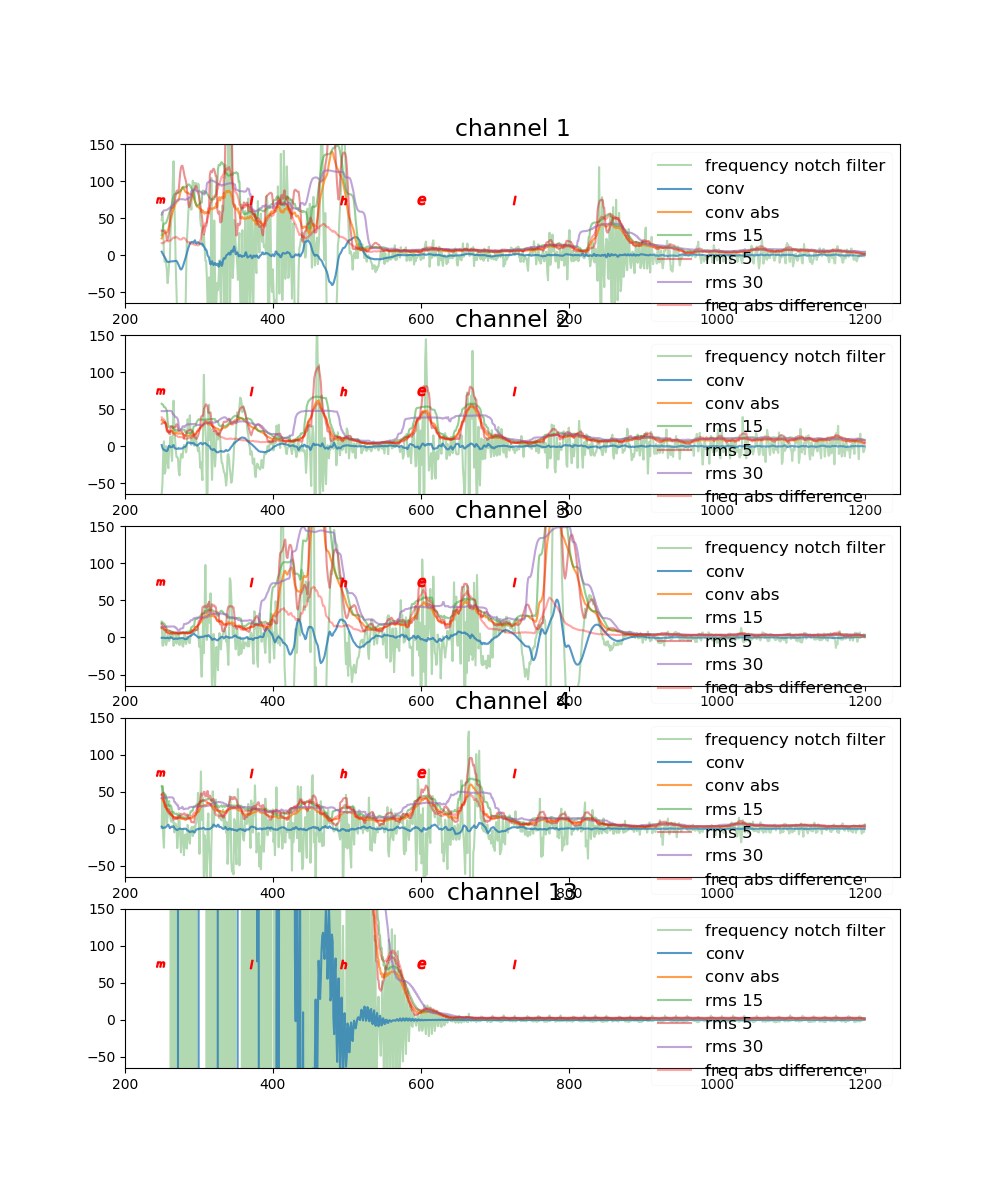 channel 1
150
100
50
0
−50
m l h e l
frequency notch filter
conv
conv abs
rms 15
rms 5
rms 30
freq abs difference
200 400 600 800 1000 1200
channel 2
150
100
50
0
−50
m l h e l
frequency notch filter
conv
conv abs
rms 15
rms 5
rms 30
freq abs difference
200 400 600 800 1000 1200
channel 3
150
100
50
0
−50
m l h e l
frequency notch filter
conv
conv abs
rms 15
rms 5
rms 30
freq abs difference
200 400 600 800 1000 1200
channel 4
150
100
50
0
−50
m l h e l
frequency notch filter
conv
conv abs
rms 15
rms 5
rms 30
freq abs difference
200 400 600 800 1000 1200
channel 13
150
100
50
0
−50
m l h e l
frequency notch filter
conv
conv abs
rms 15
rms 5
rms 30
freq abs difference
200 400 600 800 1000 1200